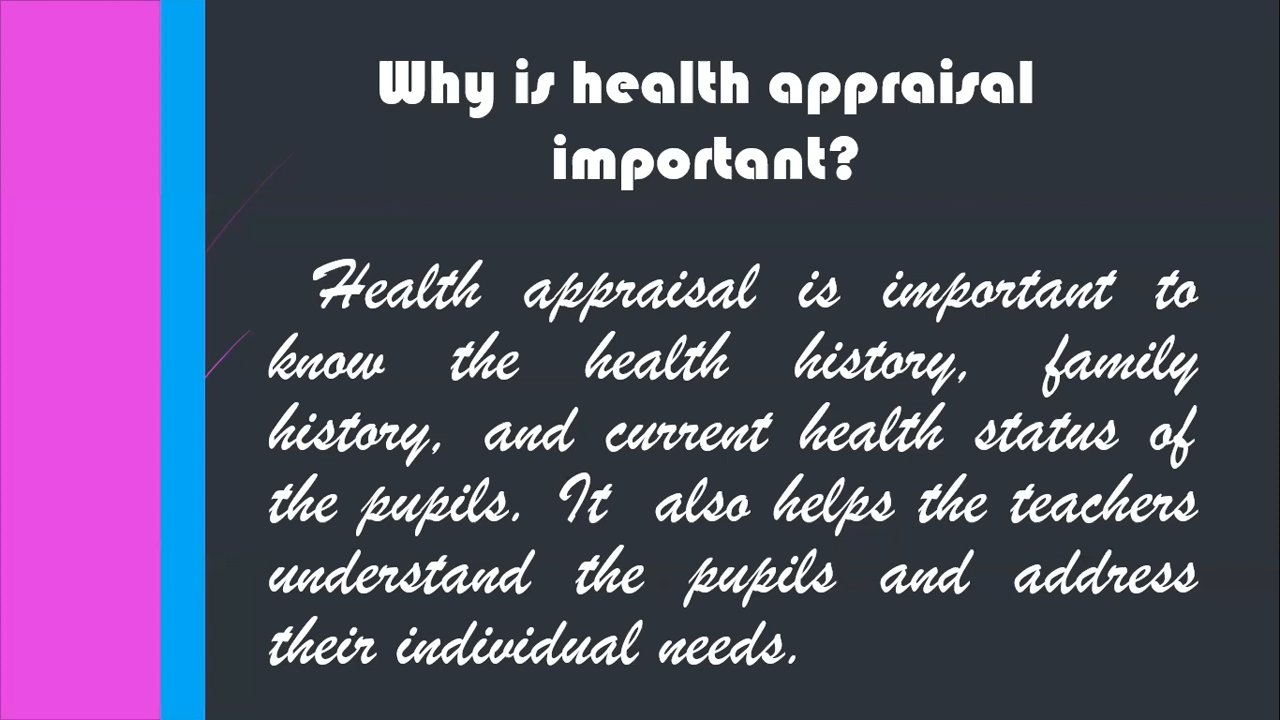 Why is health appraisal
important?
Health appraisal is important to
know the health history, family
history, and current health status of
the pupils. It also helps the teachers
understand the pupils and address
their individual needs.